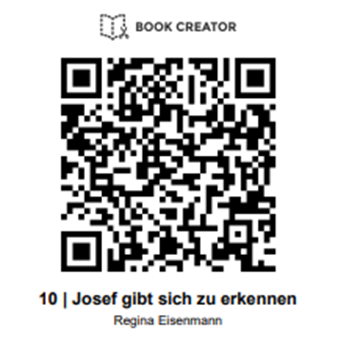 BOOK CREATOR
10 | Josef gibt sich zu erkennen
Regina Eisenmann